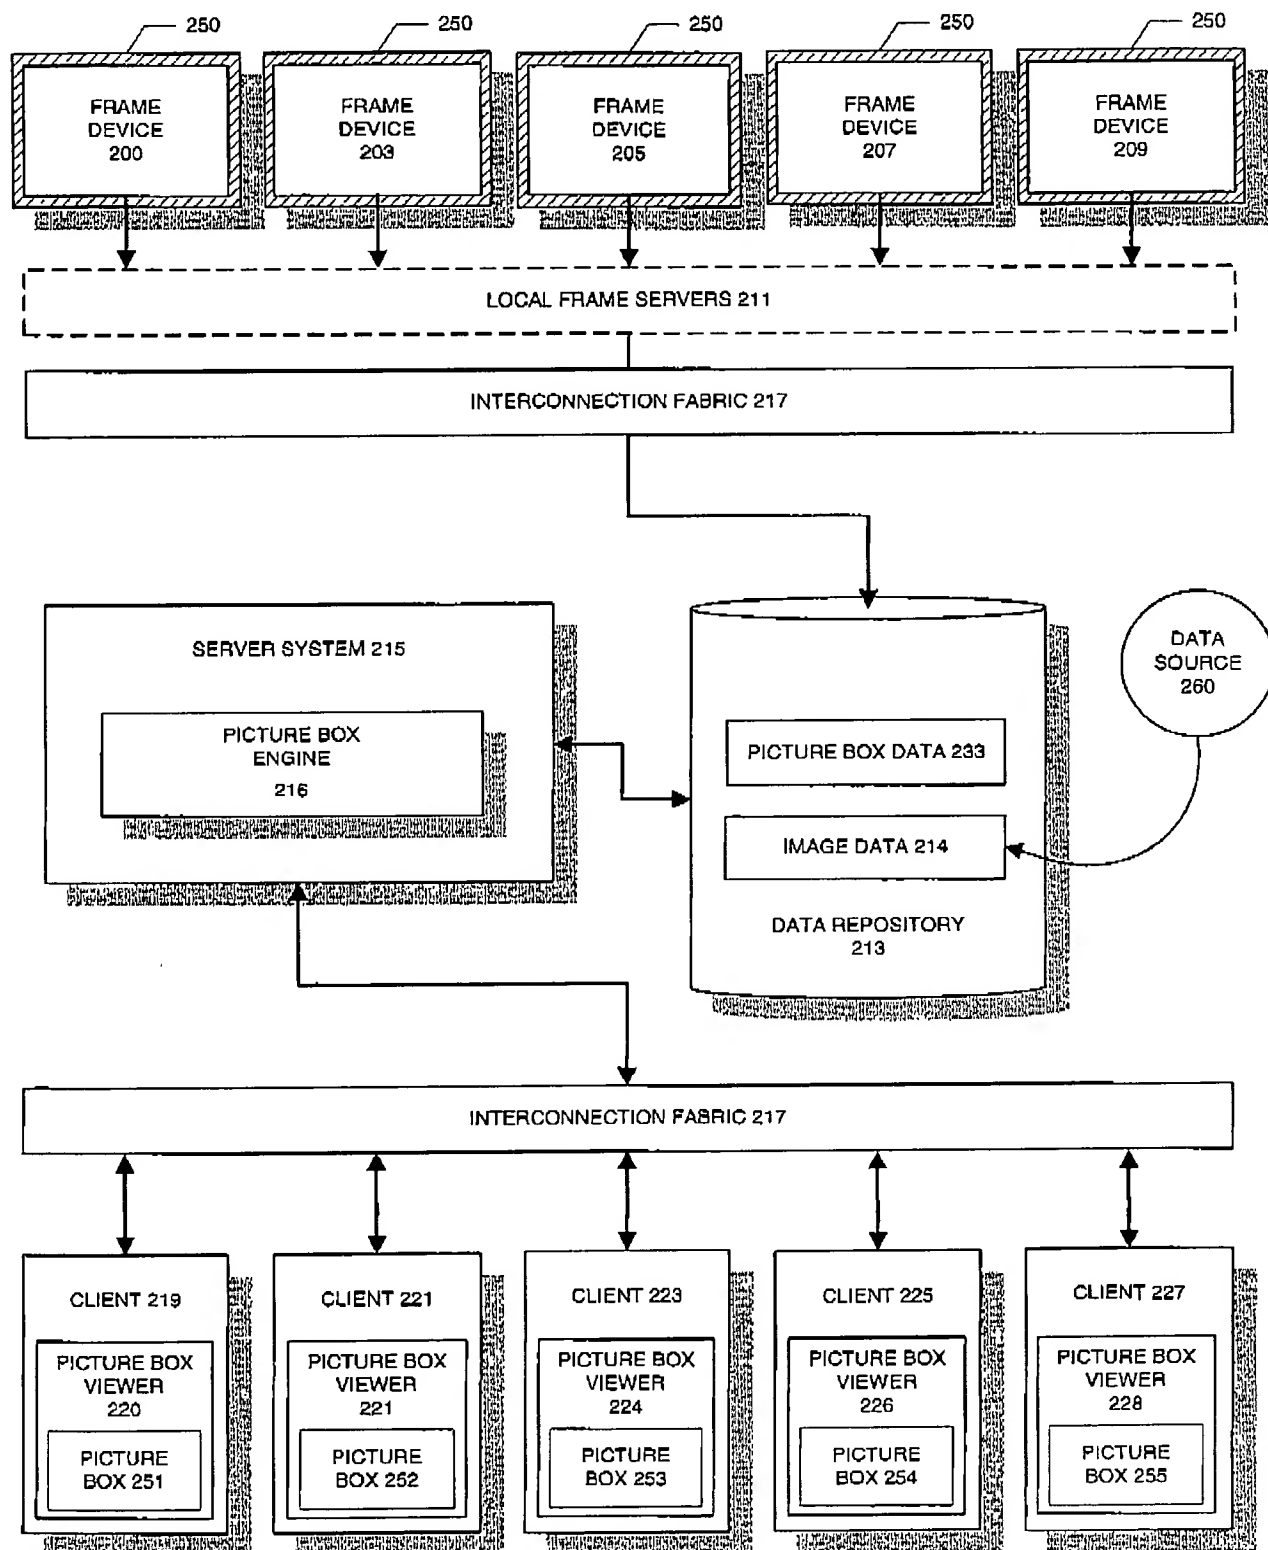 250 250 250 250 250
FRAME DEVICE 200
FRAME DEVICE 203
FRAME DEVICE 205
FRAME DEVICE 207
FRAME DEVICE 209
LOCAL FRAME SERVERS 211
INTERCONNECTION FABRIC 217
SERVER SYSTEM 215
PICTURE BOX
ENGINE
216
PICTURE BOX DATA 233
IMAGE DATA 214
DATA REPOSITORY
213
DATA
SOURCE
260
INTERCONNECTION FABRIC 217
CLIENT 219
PICTURE BOX
VIEWER
220
PICTURE
BOX 251
CLIENT 221
PICTURE BOX
VIEWER
221
PICTURE
BOX 252
CLIENT 223
PICTURE BOX
VIEWER
224
PICTURE
BOX 253
CLIENT 225
PICTURE BOX
VIEWER
226
PICTURE
BOX 254
CLIENT 227
PICTURE BOX
VIEWER
228
PICTURE
BOX 255